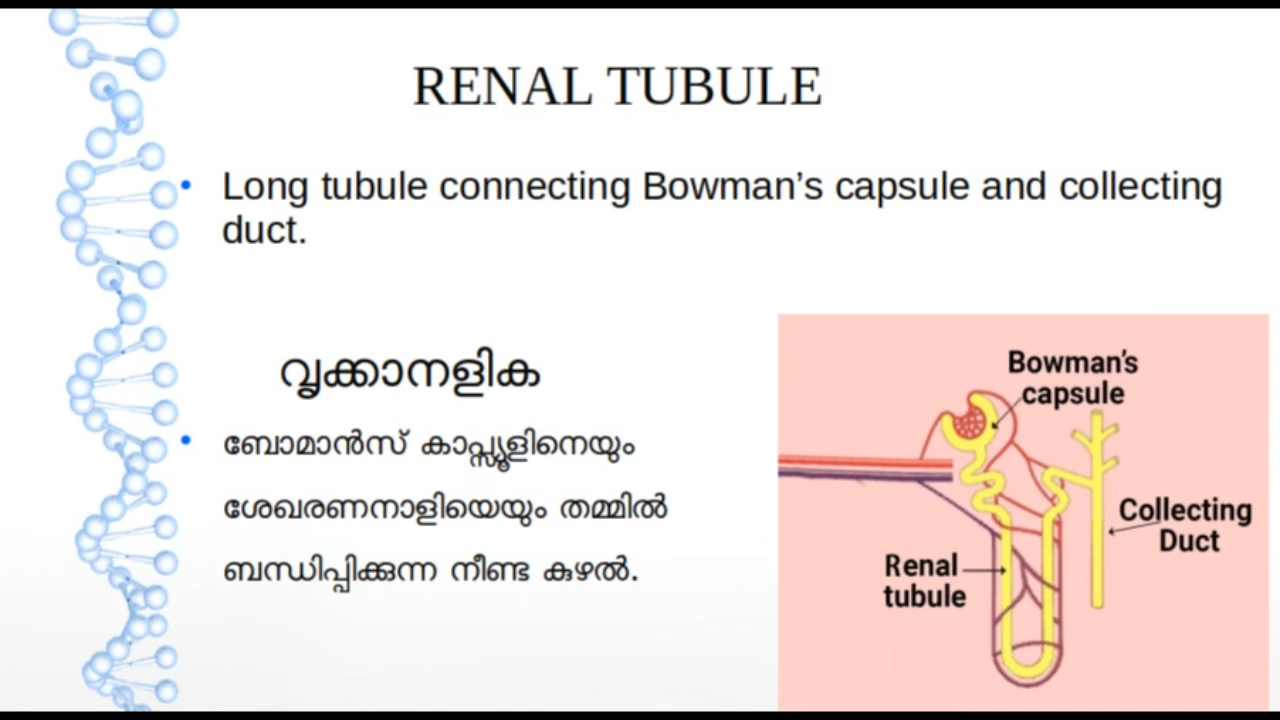 RENAL TUBULE
• Long tubule connecting Bowman’s capsule and collecting
duct.
വൃക്കാനളിക
• ബോമാൻസ് കാപ്സ്യൂളിനെയും
ശേഖരണനാളിയെയും തമ്മിൽ
ബന്ധിപ്പിക്കുന്ന നീണ്ട കുഴൽ.
Bowman’s
capsule
Collecting
Duct
Renal
tubule